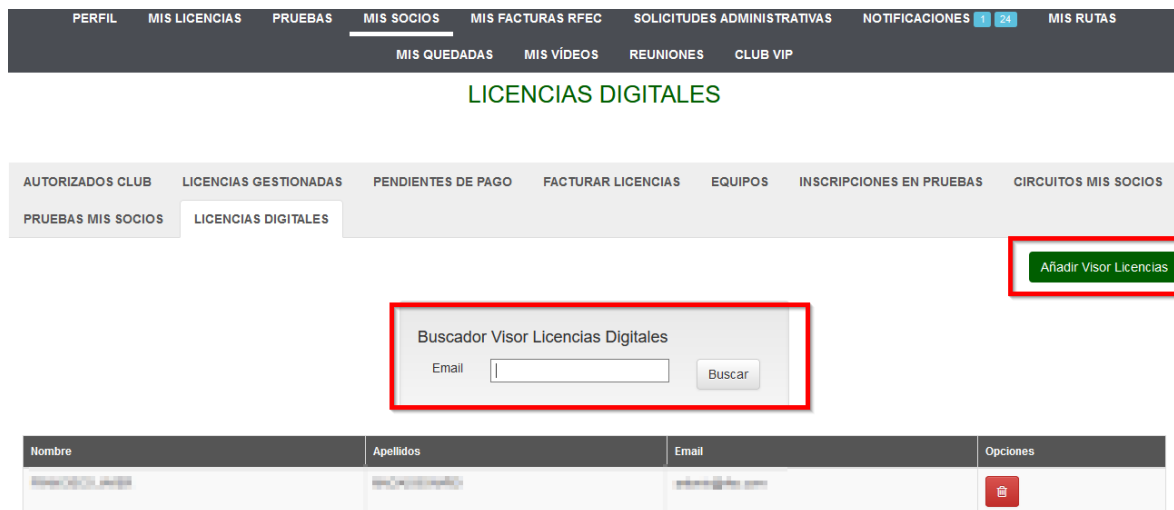 PERFIL MIS LICENCIAS PRUEBAS MIS SOCIOS MIS FACTURAS RFEC SOLICITUDES ADMINISTRATIVAS NOTIFICACIONES 1 24 MIS RUTAS
MIS QUEDADAS MIS VÍDEOS REUNIONES CLUB VIP
LICENCIAS DIGITALES
AUTORIZADOS CLUB LICENCIAS GESTIONADAS PENDIENTES DE PAGO FACTURAR LICENCIAS EQUIPOS INSCRIPCIONES EN PRUEBAS CIRCUITOS MIS SOCIOS
PRUEBAS MIS SOCIOS LICENCIAS DIGITALES
Añadir Visor Licencias
Buscador Visor Licencias Digitales
Email Buscar
Nombre Apellidos Email Opciones